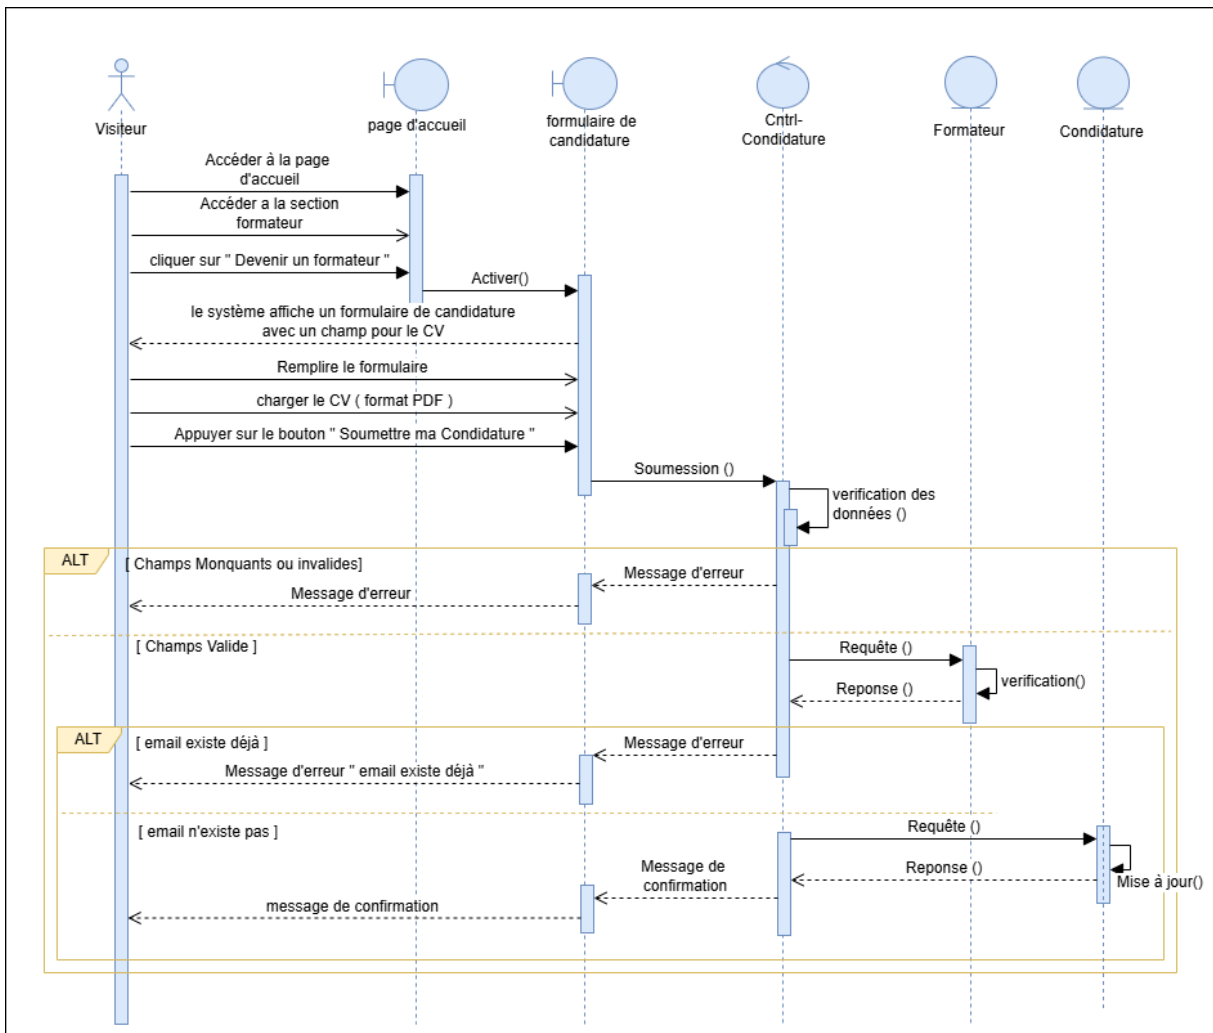 Visiteur
page d'accueil
formulaire de
candidature
Cntrl-
Condidature
Formateur
Condidature
Accéder à la page
d'accueil
Accéder a la section
formateur
cliquer sur " Devenir un formateur "
Activer()
le système affiche un formulaire de candidature
avec un champ pour le CV
Remplire le formulaire
charger le CV ( format PDF )
Appuyer sur le bouton " Soumettre ma Condidature "
Soumession ()
verification des
données ()
ALT
[ Champs Monquants ou invalides]
Message d'erreur
Message d'erreur
[ Champs Valide ]
Requête ()
verification()
Reponse ()
ALT
[ email existe déjà ]
Message d'erreur
Message d'erreur " email existe déjà "
[ email n'existe pas ]
Requête ()
Reponse ()
Mise à jour()
Message de
confirmation
message de confirmation